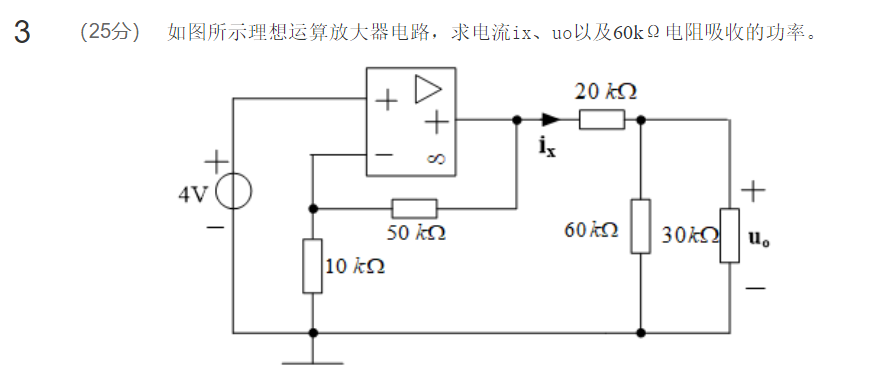 3 (25分) 如图所示理想运算放大器电路，求电流ix、uo以及60kΩ电阻吸收的功率。
+ ▷
20 kΩ
+
ix
+
4V
−
− ∞
50 kΩ
60 kΩ
30kΩ
+
uo
−
10 kΩ